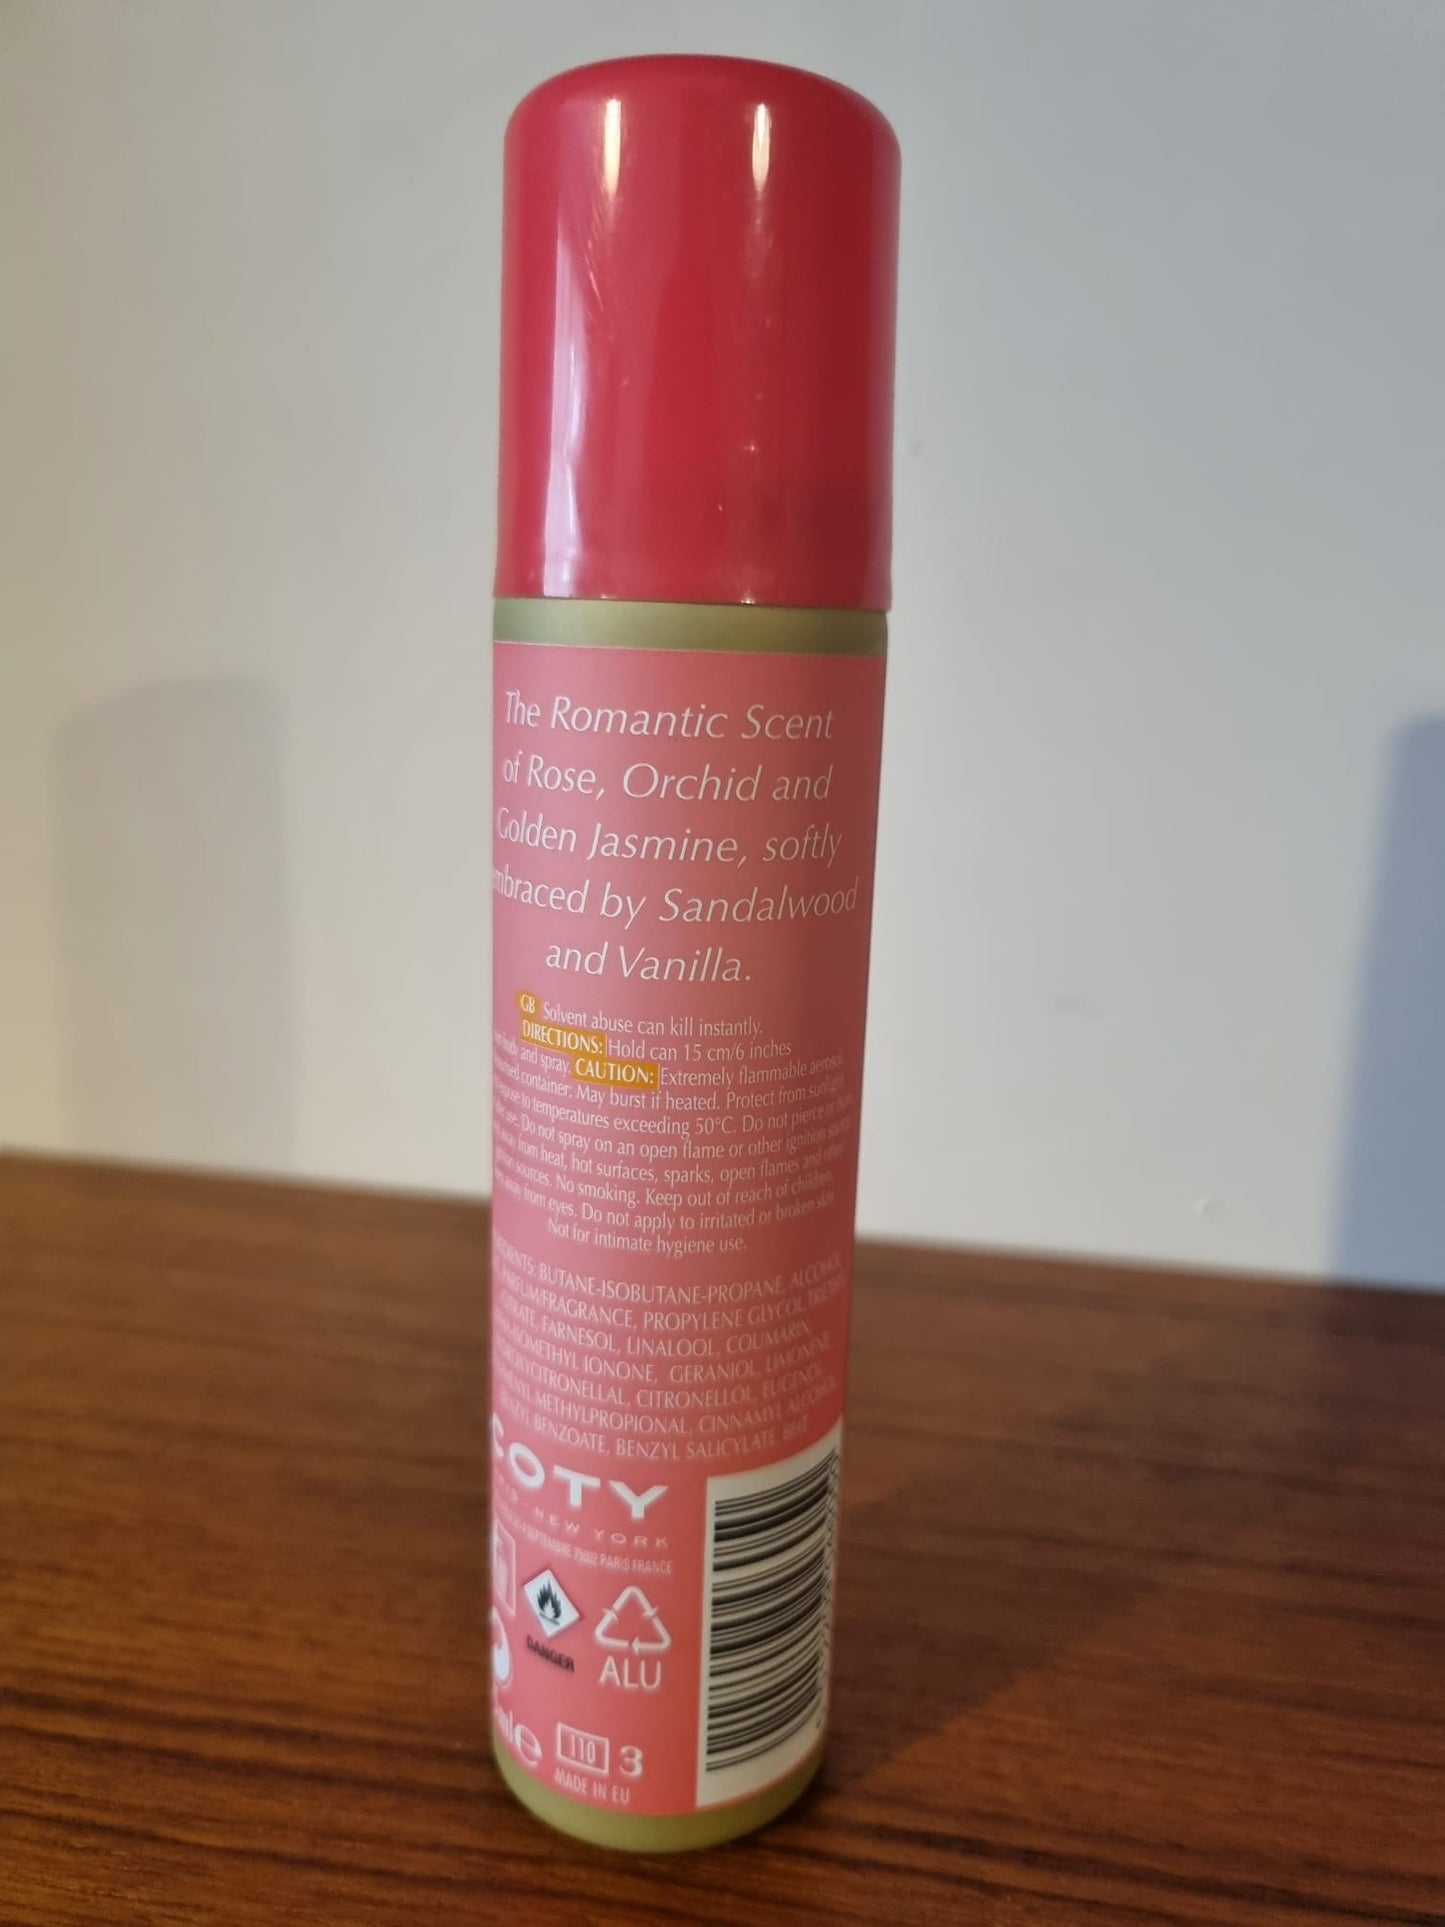 The Romantic Scent
of Rose, Orchid and
Golden Jasmine, softly
embraced by Sandalwood
and Vanilla.
GB Solvent abuse can kill instantly.
DIRECTIONS: Hold can 15 cm/6 inches
body and spray. CAUTION: Extremely flammable aerosol.
container: May burst if heated. Protect from sunlight.
to temperatures exceeding 50°C. Do not pierce or burn
use. Do not spray on an open flame or other ignition source
away from heat, hot surfaces, sparks, open flames and other
sources. No smoking. Keep out of reach of children.
away from eyes. Do not apply to irritated or broken skin.
Not for intimate hygiene use.
BUTANE-ISOBUTANE-PROPANE, ALCOHOL
PARFUM/FRAGRANCE, PROPYLENE GLYCOL,
FARNESOL, LINALOOL, COUMARIN,
IONONE, GERANIOL, LIMONENE
CITRONELLOL, EUGENOL,
METHYLPROPIONAL, CINNAMYL ALCOHOL,
BENZYL BENZOATE, BENZYL SALICYLATE, BHT
COTY
NEW YORK
SEPTEMBRE 75002 PARIS FRANCE
DANGER
ALU
ml e
110 3
MADE IN EU